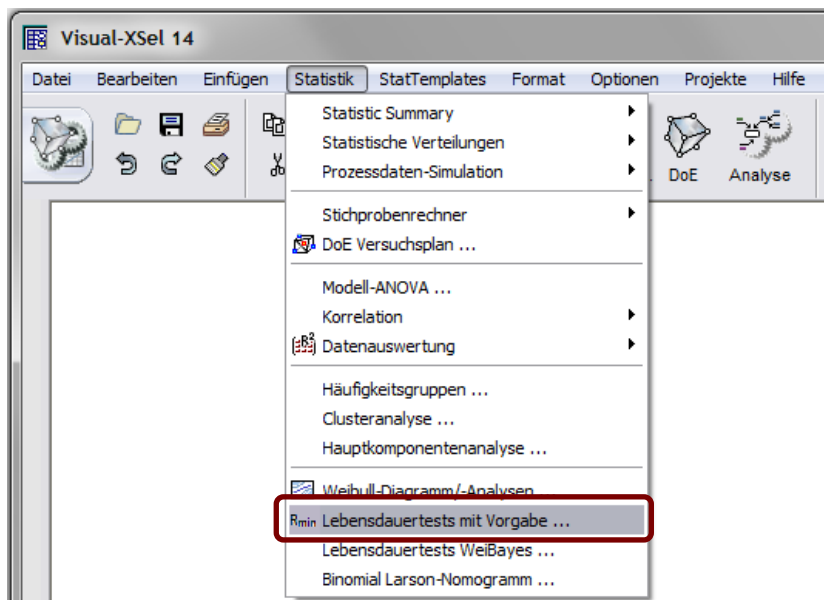 Visual-XSel 14
Datei Bearbeiten Einfügen Statistik StatTemplates Format Optionen Projekte Hilfe
Statistic Summary
Statistische Verteilungen
Prozessdaten-Simulation
DoE Analyse
Stichprobenrechner
DoE Versuchsplan ...
Modell-ANOVA ...
Korrelation
R² Datenauswertung
Häufigkeitsgruppen ...
Clusteranalyse ...
Hauptkomponentenanalyse ...
Weibull-Diagramm/-Analysen
Rmin Lebensdauertests mit Vorgabe ...
Lebensdauertests WeiBayes ...
Binomial Larson-Nomogramm ...